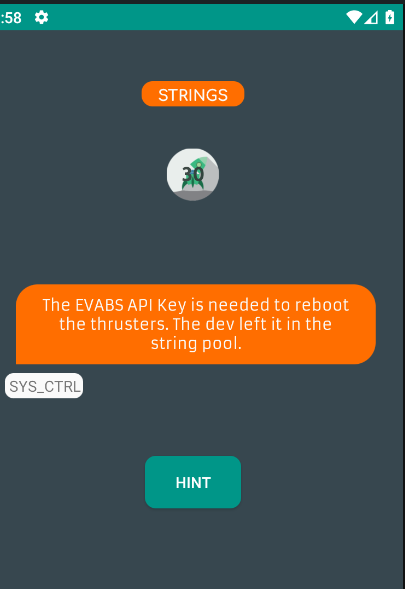 :58
STRINGS
30
The EVABS API Key is needed to reboot
the thrusters. The dev left it in the
string pool.
SYS_CTRL
HINT